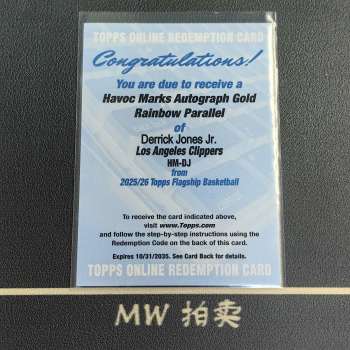 TOPPS ONLINE REDEMPTION CARD
Congratulations!
You are due to receive a
Havoc Marks Autograph Gold
Rainbow Parallel
of
Derrick Jones Jr.
Los Angeles Clippers
HM-DJ
from
2025/26 Topps Flagship Basketball
To receive the card indicated above,
visit www.Topps.com
and follow the step-by-step instructions using the
Redemption Code on the back of this card.
Expires 10/31/2035. See Card Back for details.
TOPPS ONLINE REDEMPTION CARD
MW 拍卖